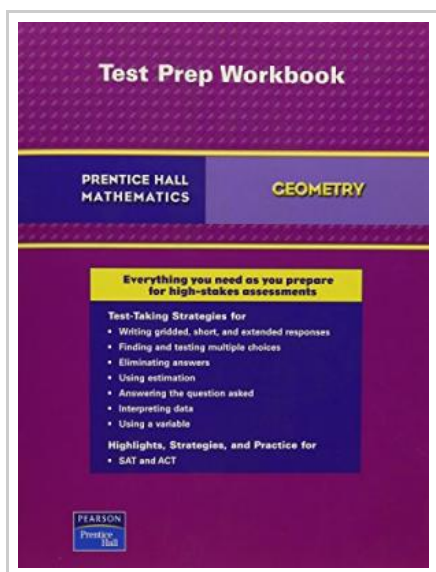 Test Prep Workbook
PRENTICE HALL
MATHEMATICS
GEOMETRY
Everything you need as you prepare
for high-stakes assessments
Test-Taking Strategies for
• Writing gridded, short, and extended responses
• Finding and testing multiple choices
• Eliminating answers
• Using estimation
• Answering the question asked
• Interpreting data
• Using a variable
Highlights, Strategies, and Practice for
• SAT and ACT
PEARSON
Prentice
Hall